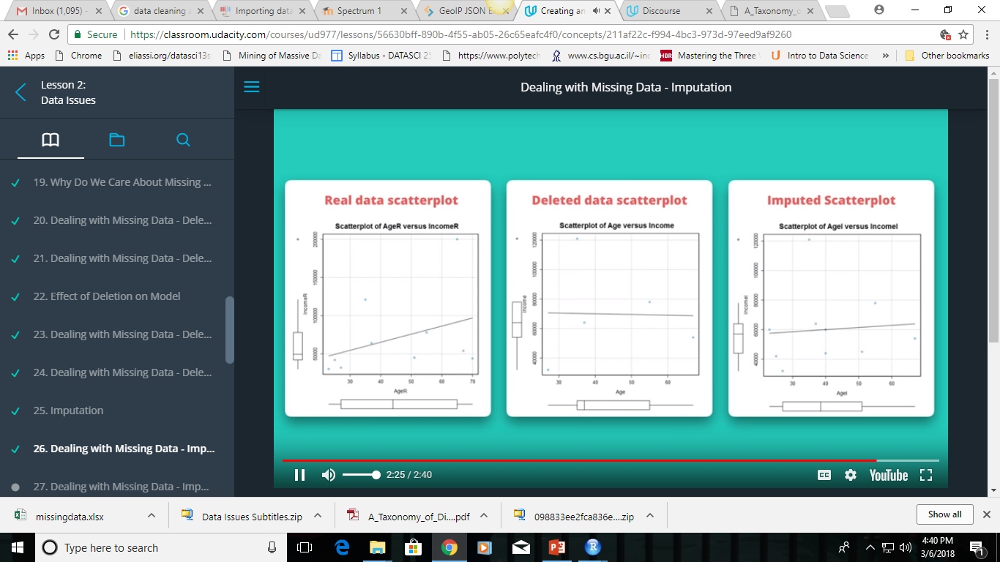 Inbox (1,095) -
data cleaning
Importing data
Spectrum 1
GeoIP JSON
Creating an
Discourse
A_Taxonomy_
Secure
https://classroom.udacity.com/courses/ud977/lessons/56630bff-890b-4f55-ab05-26c65eafc4f0/concepts/211af22c-f994-4bc3-973d-97eed9af9260
Apps
Chrome
eliassi.org/datasci13s
Mining of Massive Da
Syllabus - DATASCI 25
https://www.polytech
www.cs.bgu.ac.il/~inc
HBR
Mastering the Three
Intro to Data Science
»
Other bookmarks
Lesson 2:
Data Issues
19. Why Do We Care About Missing ...
20. Dealing with Missing Data - Dele...
21. Dealing with Missing Data - Dele...
22. Effect of Deletion on Model
23. Dealing with Missing Data - Dele...
24. Dealing with Missing Data - Dele...
25. Imputation
26. Dealing with Missing Data - Imp...
27. Dealing with Missing Data - Imp...
Dealing with Missing Data - Imputation
Real data scatterplot
Scatterplot of AgeR versus IncomeR
200000
150000
100000
50000
IncomeR
30 40 50 60 70
AgeR
Deleted data scatterplot
Scatterplot of Age versus Income
120000
100000
80000
60000
40000
Income
30 40 50 60
Age
Imputed Scatterplot
Scatterplot of AgeI versus IncomeI
120000
100000
80000
60000
40000
IncomeI
30 40 50 60
AgeI
2:25 / 2:40
CC
YouTube
missingdata.xlsx
Data Issues Subtitles.zip
A_Taxonomy_of_Di....pdf
098833ee2fca836e....zip
Show all
Type here to search
4:40 PM
3/6/2018
1